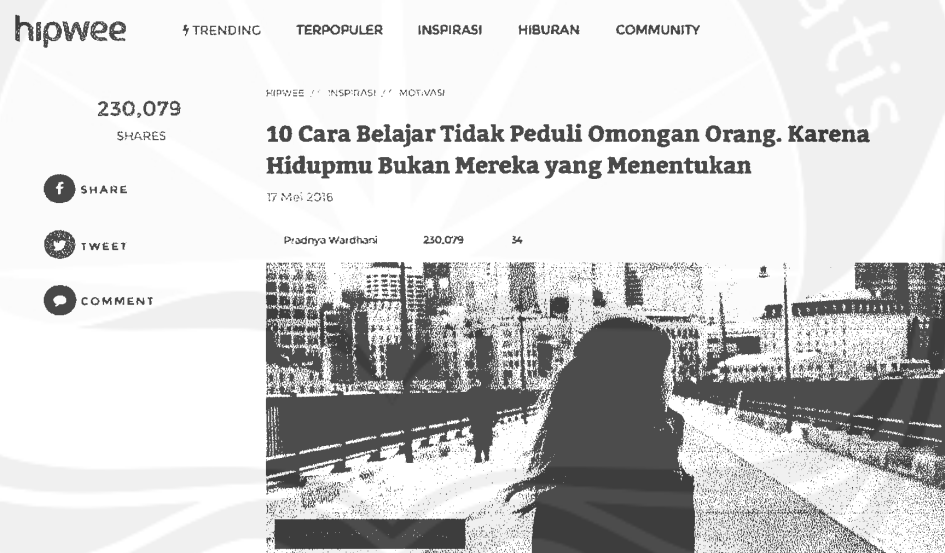 hipwee
TRENDING TERPOPULER INSPIRASI HIBURAN COMMUNITY
HIPWEE // INSPIRASI // MOTIVASI
230,079
SHARES
10 Cara Belajar Tidak Peduli Omongan Orang. Karena
Hidupmu Bukan Mereka yang Menentukan
17 Mei 2016
SHARE
Pradnya Wardhani 230,079 34
TWEET
COMMENT